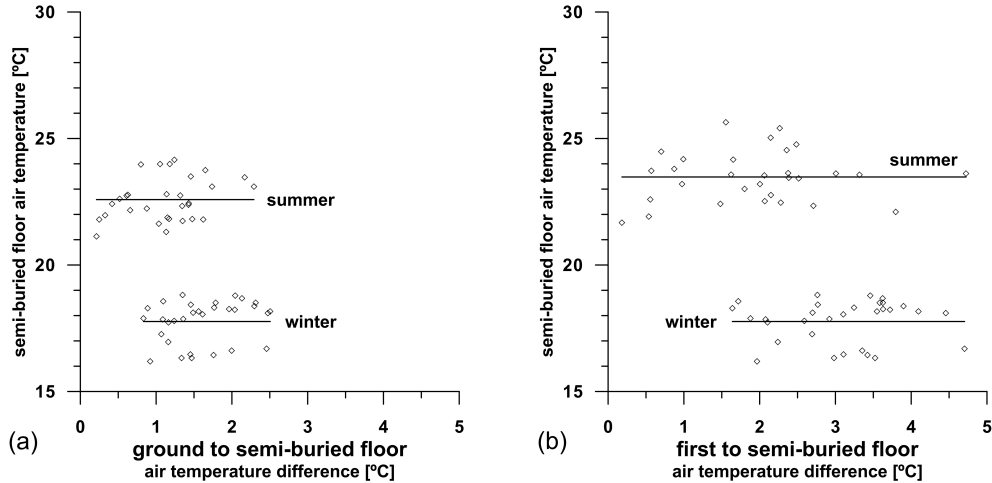 30
25
20
15
semi-buried floor air temperature [ºC]
summer
winter
0 1 2 3 4 5
(a)
ground to semi-buried floor
air temperature difference [ºC]
30
25
20
15
semi-buried floor air temperature [ºC]
summer
winter
0 1 2 3 4 5
(b)
first to semi-buried floor
air temperature difference [ºC]